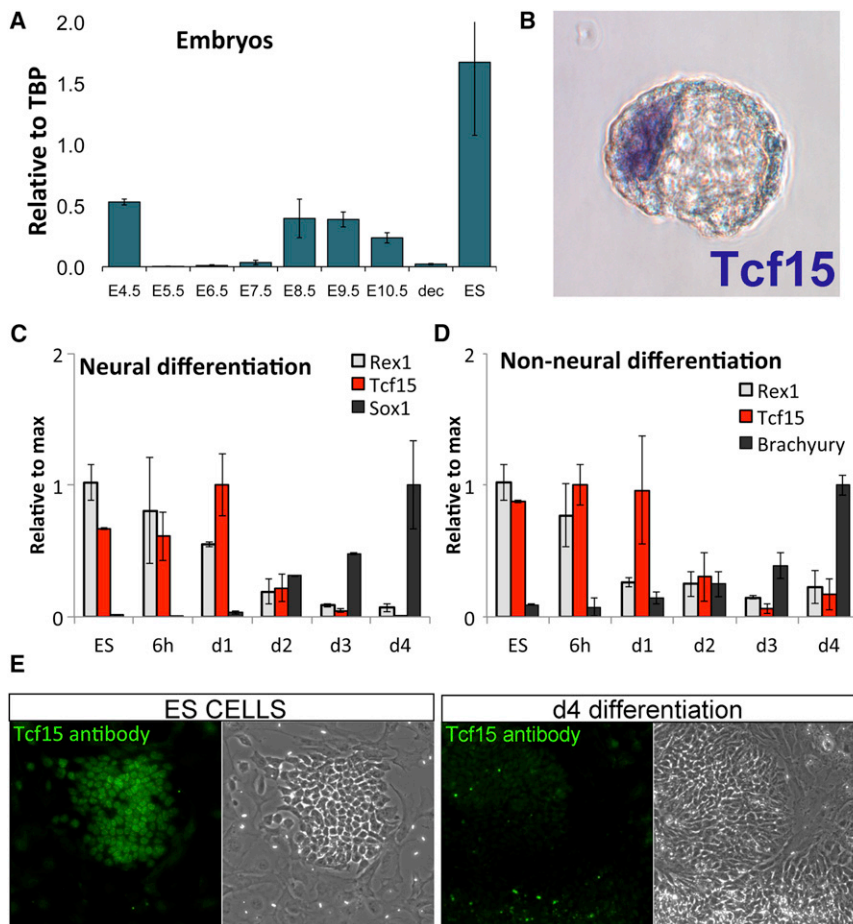 A
Embryos
Relative to TBP
2.0
1.5
1.0
0.5
0.0
E4.5 E5.5 E6.5 E7.5 E8.5 E9.5 E10.5 dec ES
B
Tcf15
C
Neural differentiation
Rex1
Tcf15
Sox1
Relative to max
2
1
0
ES 6h d1 d2 d3 d4
D
Non-neural differentiation
Rex1
Tcf15
Brachyury
Relative to max
2
1
0
ES 6h d1 d2 d3 d4
E
ES CELLS
Tcf15 antibody
d4 differentiation
Tcf15 antibody